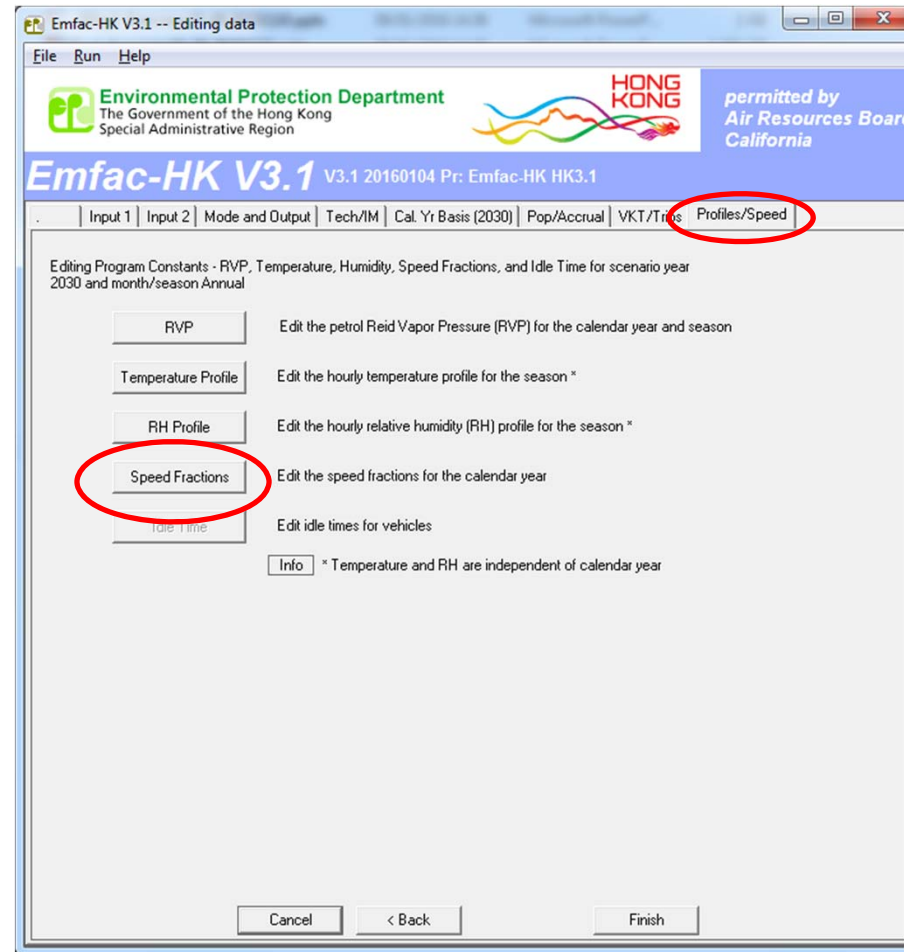 Emfac-HK V3.1 -- Editing data
File Run Help
Environmental Protection Department
The Government of the Hong Kong
Special Administrative Region
HONG
KONG
permitted by
Air Resources Boar
California
Emfac-HK V3.1 V3.1 20160104 Pr: Emfac-HK HK3.1
. Input 1 Input 2 Mode and Output Tech/IM Cal. Yr Basis (2030) Pop/Accrual VKT/Trips Profiles/Speed
Editing Program Constants - RVP, Temperature, Humidity, Speed Fractions, and Idle Time for scenario year
2030 and month/season Annual
RVP Edit the petrol Reid Vapor Pressure (RVP) for the calendar year and season
Temperature Profile Edit the hourly temperature profile for the season *
RH Profile Edit the hourly relative humidity (RH) profile for the season *
Speed Fractions Edit the speed fractions for the calendar year
Idle Time Edit idle times for vehicles
Info * Temperature and RH are independent of calendar year
Cancel < Back Finish